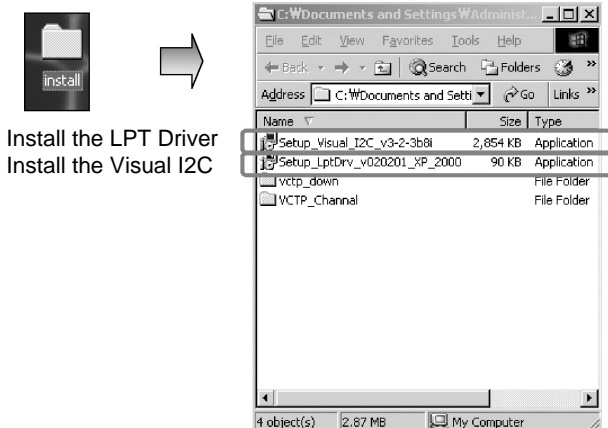 install
Install the LPT Driver
Install the Visual I2C
C:₩Documents and Settings₩Administ...
File Edit View Favorites Tools Help
Back Search Folders »
Address C:₩Documents and Setti Go Links »
Name Size Type
Setup_Visual_I2C_v3-2-3b8i 2,854 KB Application
Setup_LptDrv_v020201_XP_2000 90 KB Application
vctp_down File Folder
VCTP_Channal File Folder
4 object(s) 2.87 MB My Computer